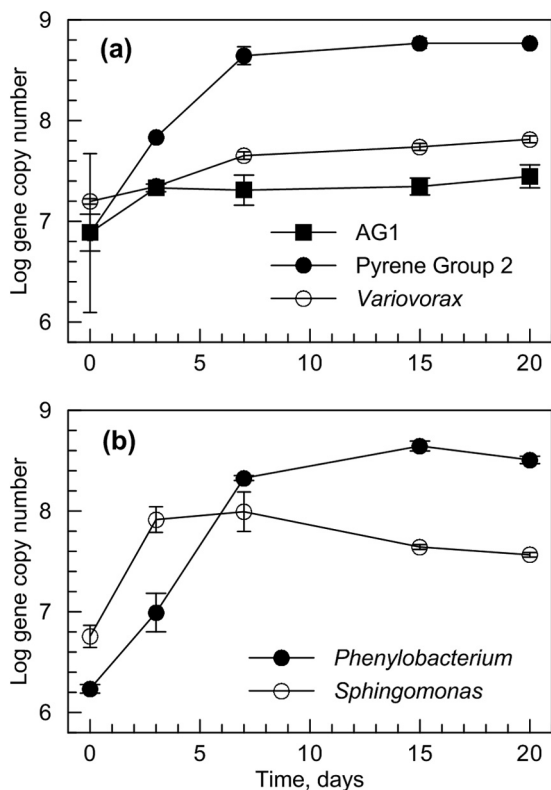 (a)
Log gene copy number
9
8
7
6
0 5 10 15 20
AG1
Pyrene Group 2
Variovorax
(b)
Log gene copy number
9
8
7
6
0 5 10 15 20
Phenylobacterium
Sphingomonas
Time, days